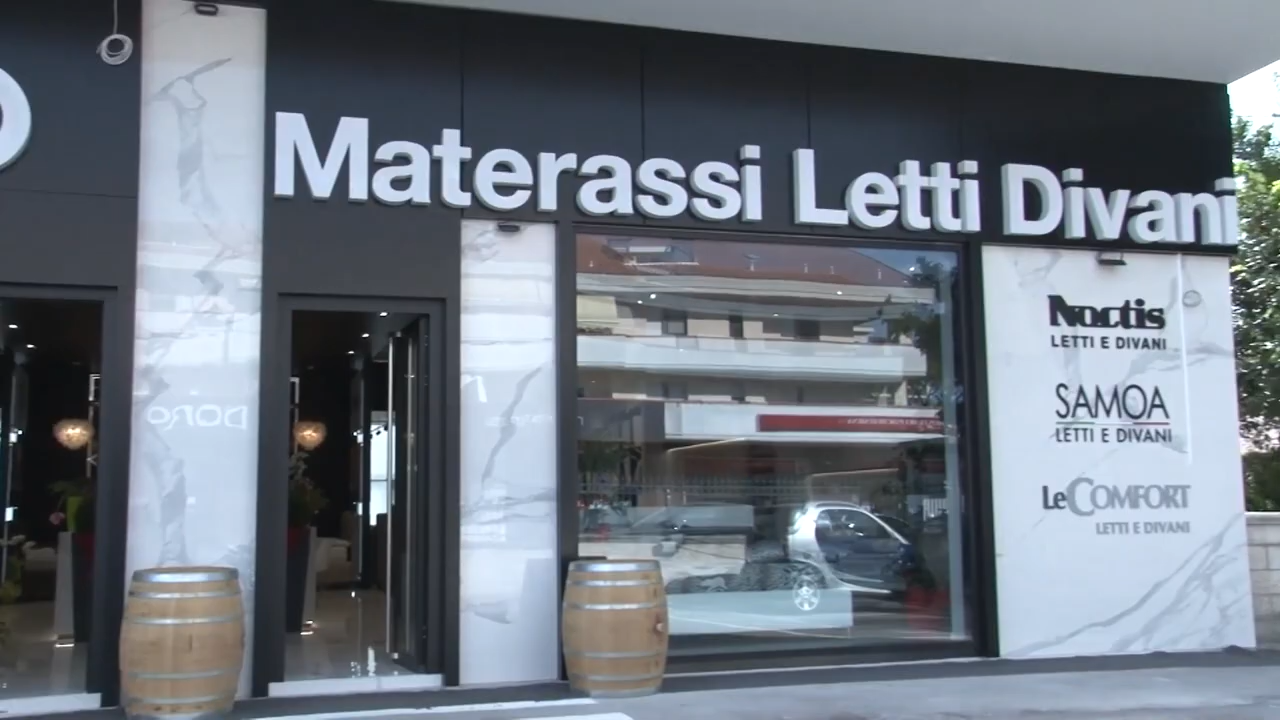 Materassi Letti Divani
Noctis
LETTI E DIVANI
SAMOA
LETTI E DIVANI
LeCOMFORT
LETTI E DIVANI